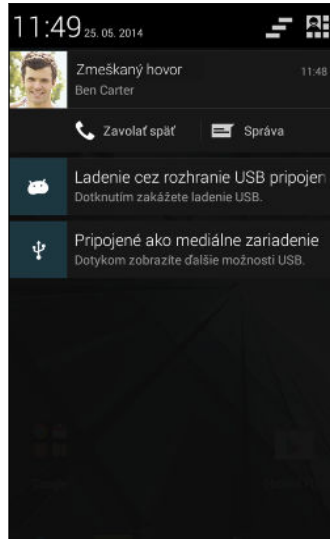 11:49 25. 05. 2014
Zmeškaný hovor 11:48
Ben Carter
Zavolať späť Správa
Ladenie cez rozhranie USB pripojen
Dotknutím zakážete ladenie USB.
Pripojené ako mediálne zariadenie
Dotykom zobrazíte ďalšie možnosti USB.